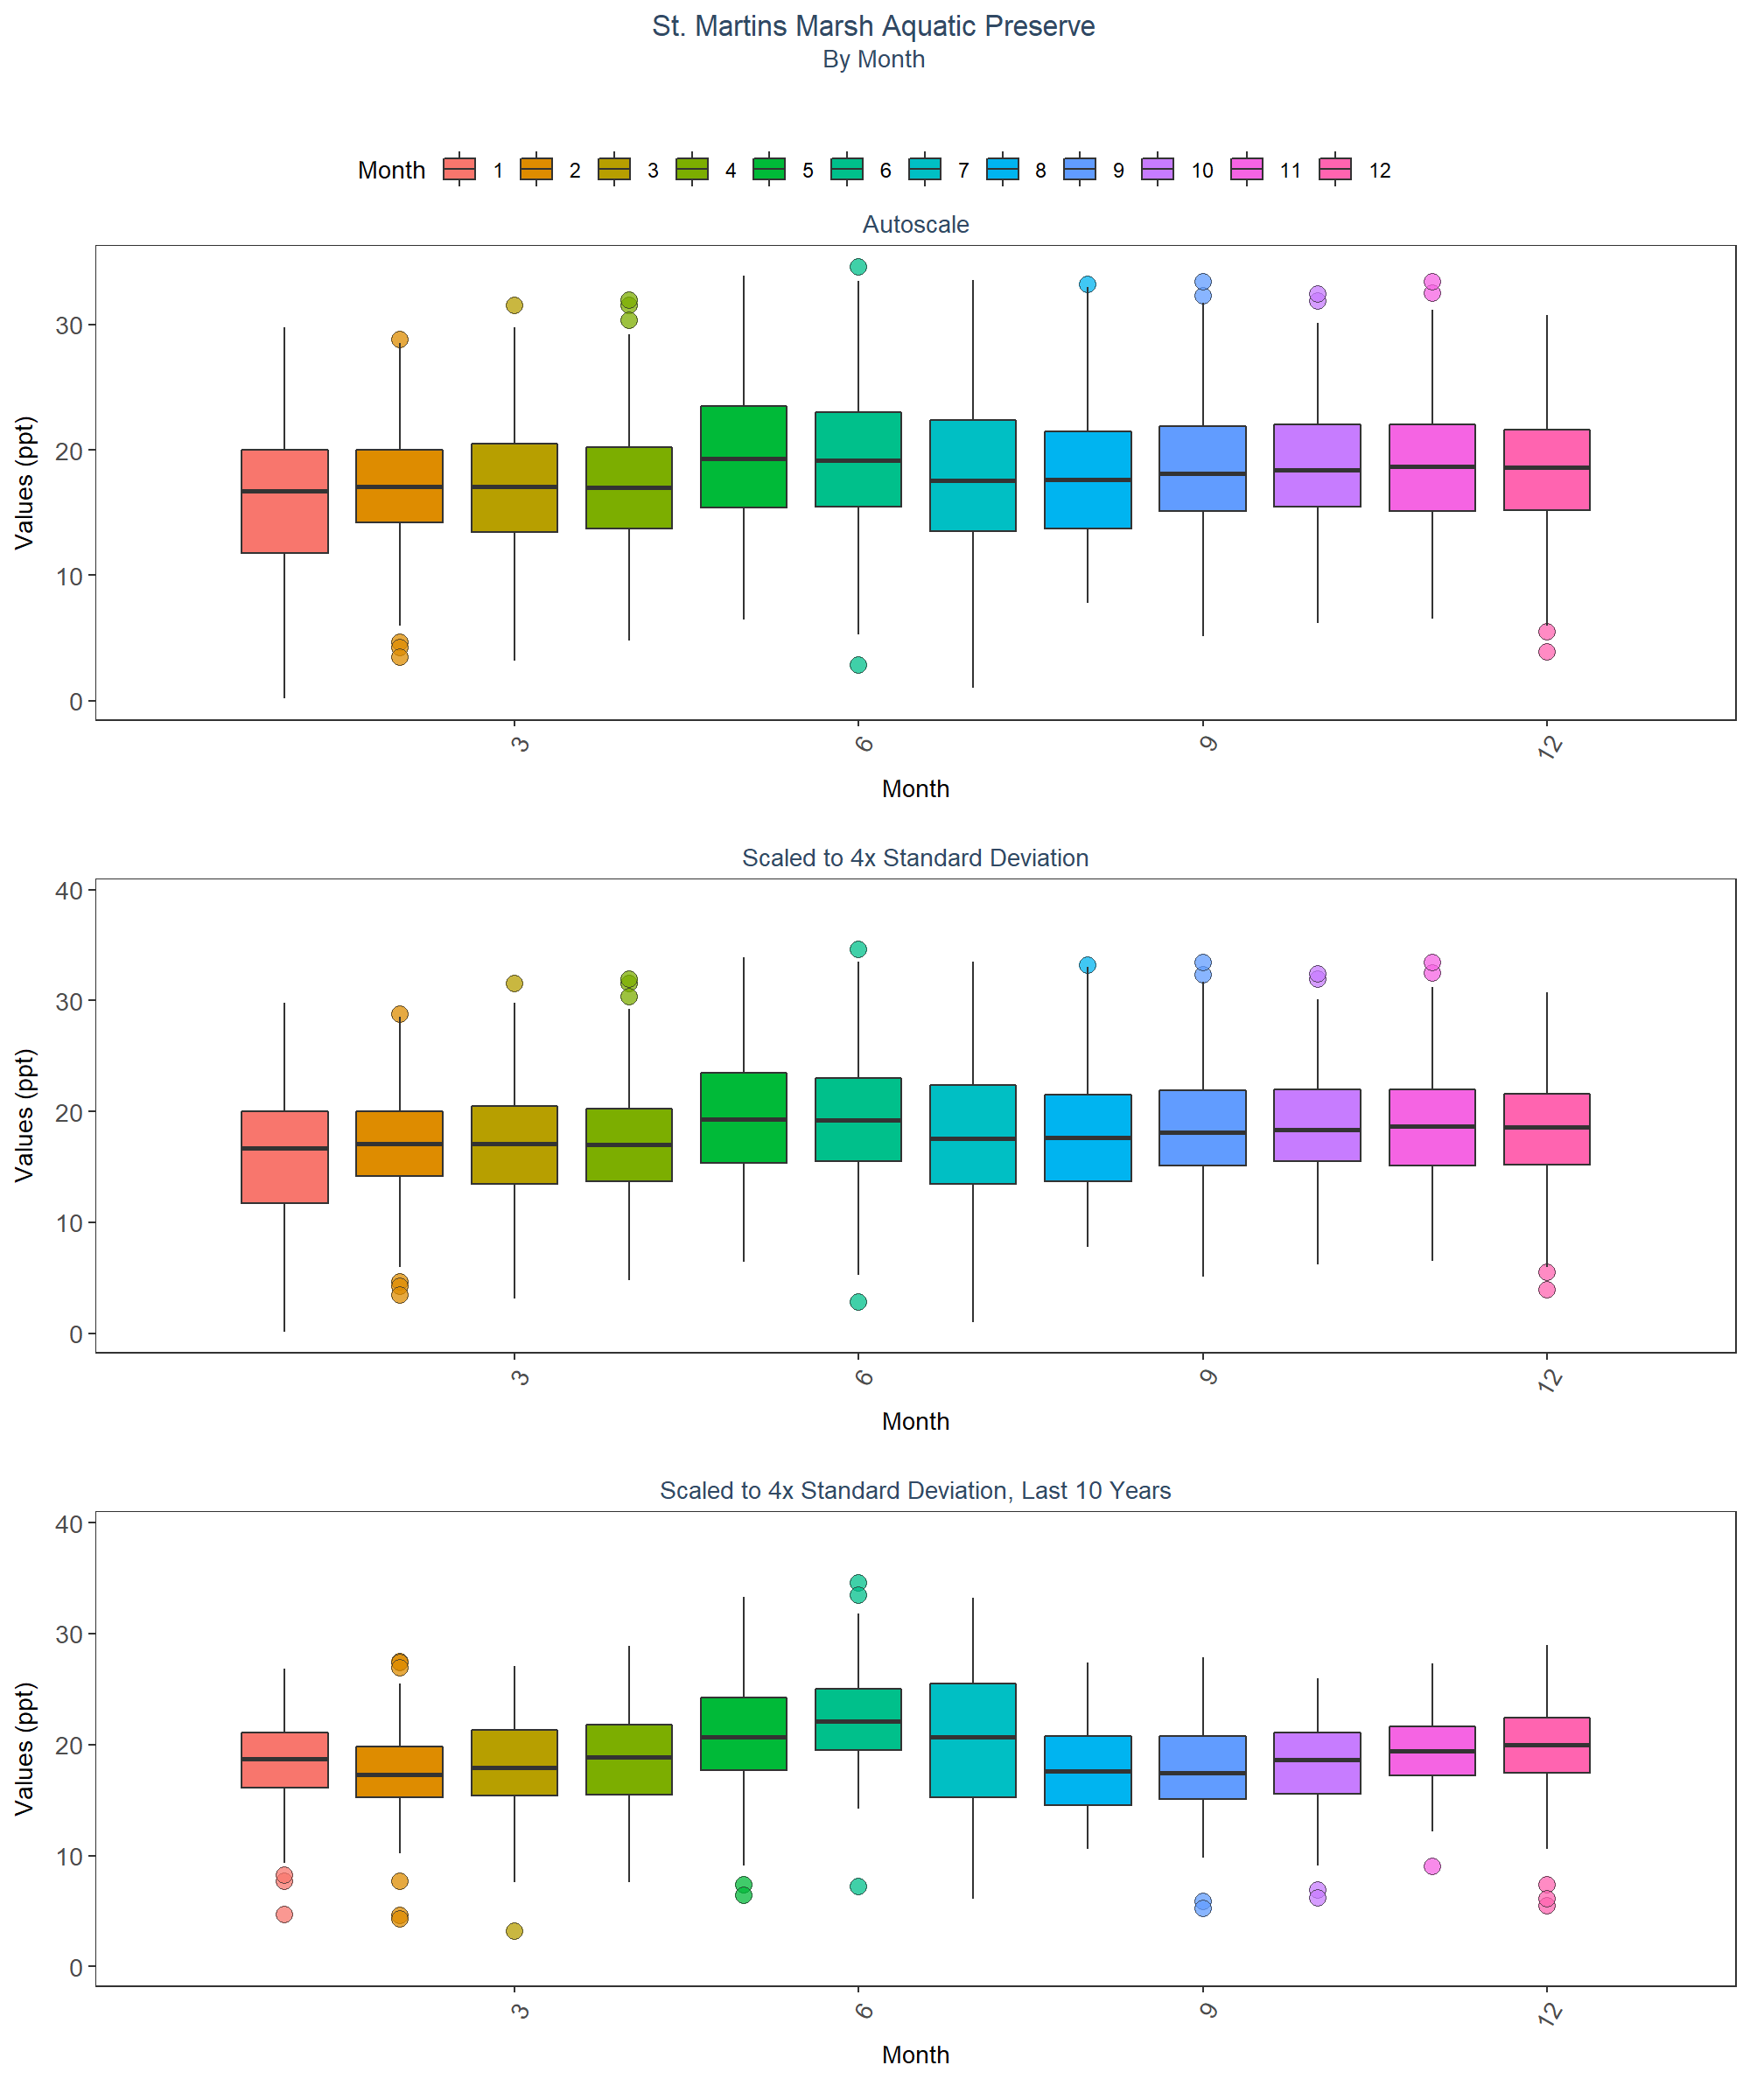 St. Martins Marsh Aquatic Preserve
By Month
Month 1 2 3 4 5 6 7 8 9 10 11 12
Autoscale
Values (ppt)
30
20
10
0
3 6 9 12
Month
Scaled to 4x Standard Deviation
Values (ppt)
40
30
20
10
0
3 6 9 12
Month
Scaled to 4x Standard Deviation, Last 10 Years
Values (ppt)
40
30
20
10
0
3 6 9 12
Month